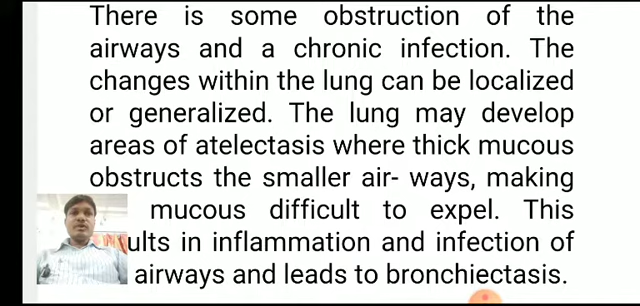 There is some obstruction of the
airways and a chronic infection. The
changes within the lung can be localized
or generalized. The lung may develop
areas of atelectasis where thick mucous
obstructs the smaller air- ways, making
mucous difficult to expel. This
ults in inflammation and infection of
airways and leads to bronchiectasis.